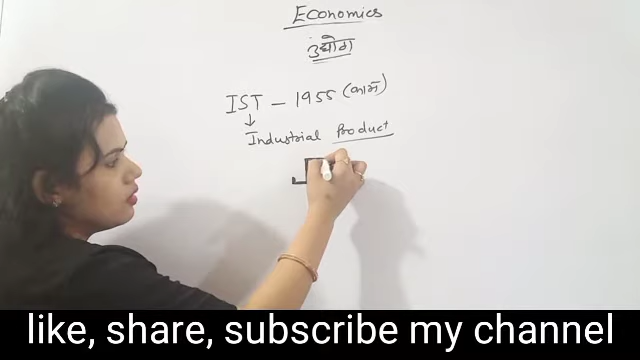 Economics
उद्योग
IST - 1955 (काम)
↓
Industrial Product
like, share, subscribe my channel